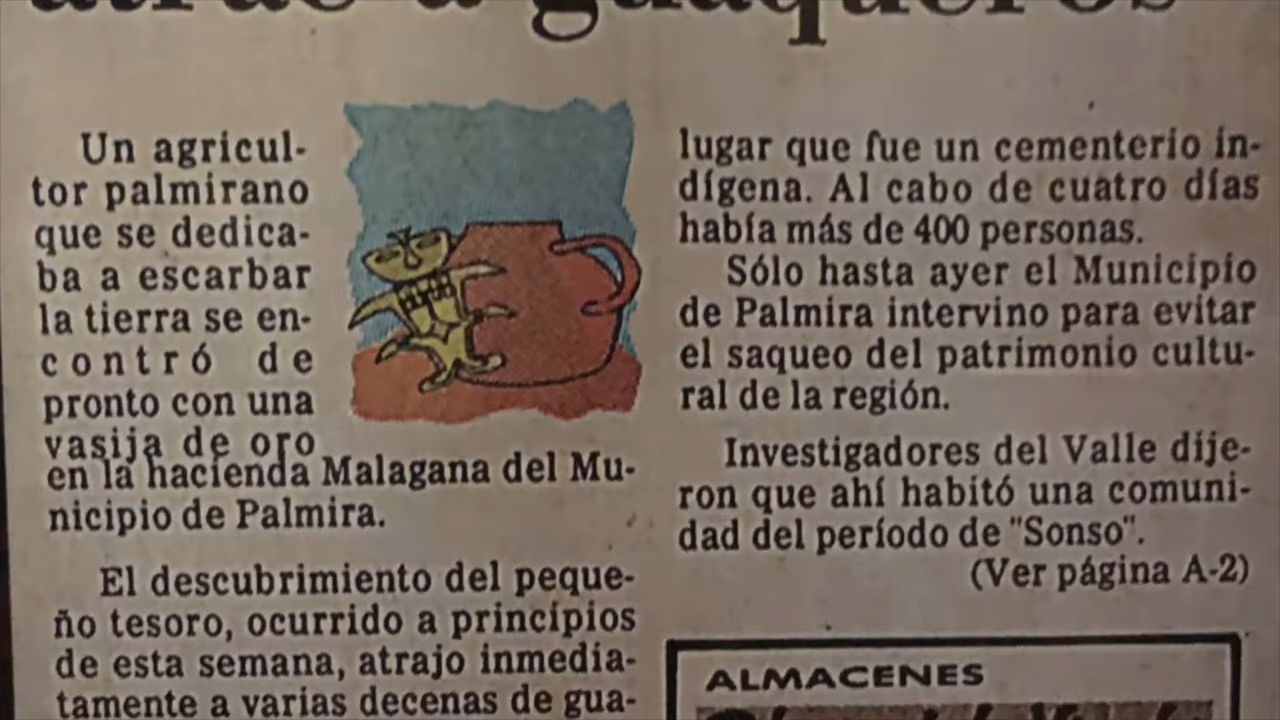 atrae a guaqueros
Un agricul-
tor palmirano
que se dedica-
ba a escarbar
la tierra se en-
contró de
pronto con una
vasija de oro
en la hacienda Malagana del Mu-
nicipio de Palmira.
El descubrimiento del peque-
ño tesoro, ocurrido a principios
de esta semana, atrajo inmedia-
tamente a varias decenas de gua-
lugar que fue un cementerio in-
dígena. Al cabo de cuatro días
había más de 400 personas.
Sólo hasta ayer el Municipio
de Palmira intervino para evitar
el saqueo del patrimonio cultu-
ral de la región.
Investigadores del Valle dije-
ron que ahí habitó una comuni-
dad del período de "Sonso".
(Ver página A-2)
ALMACENES